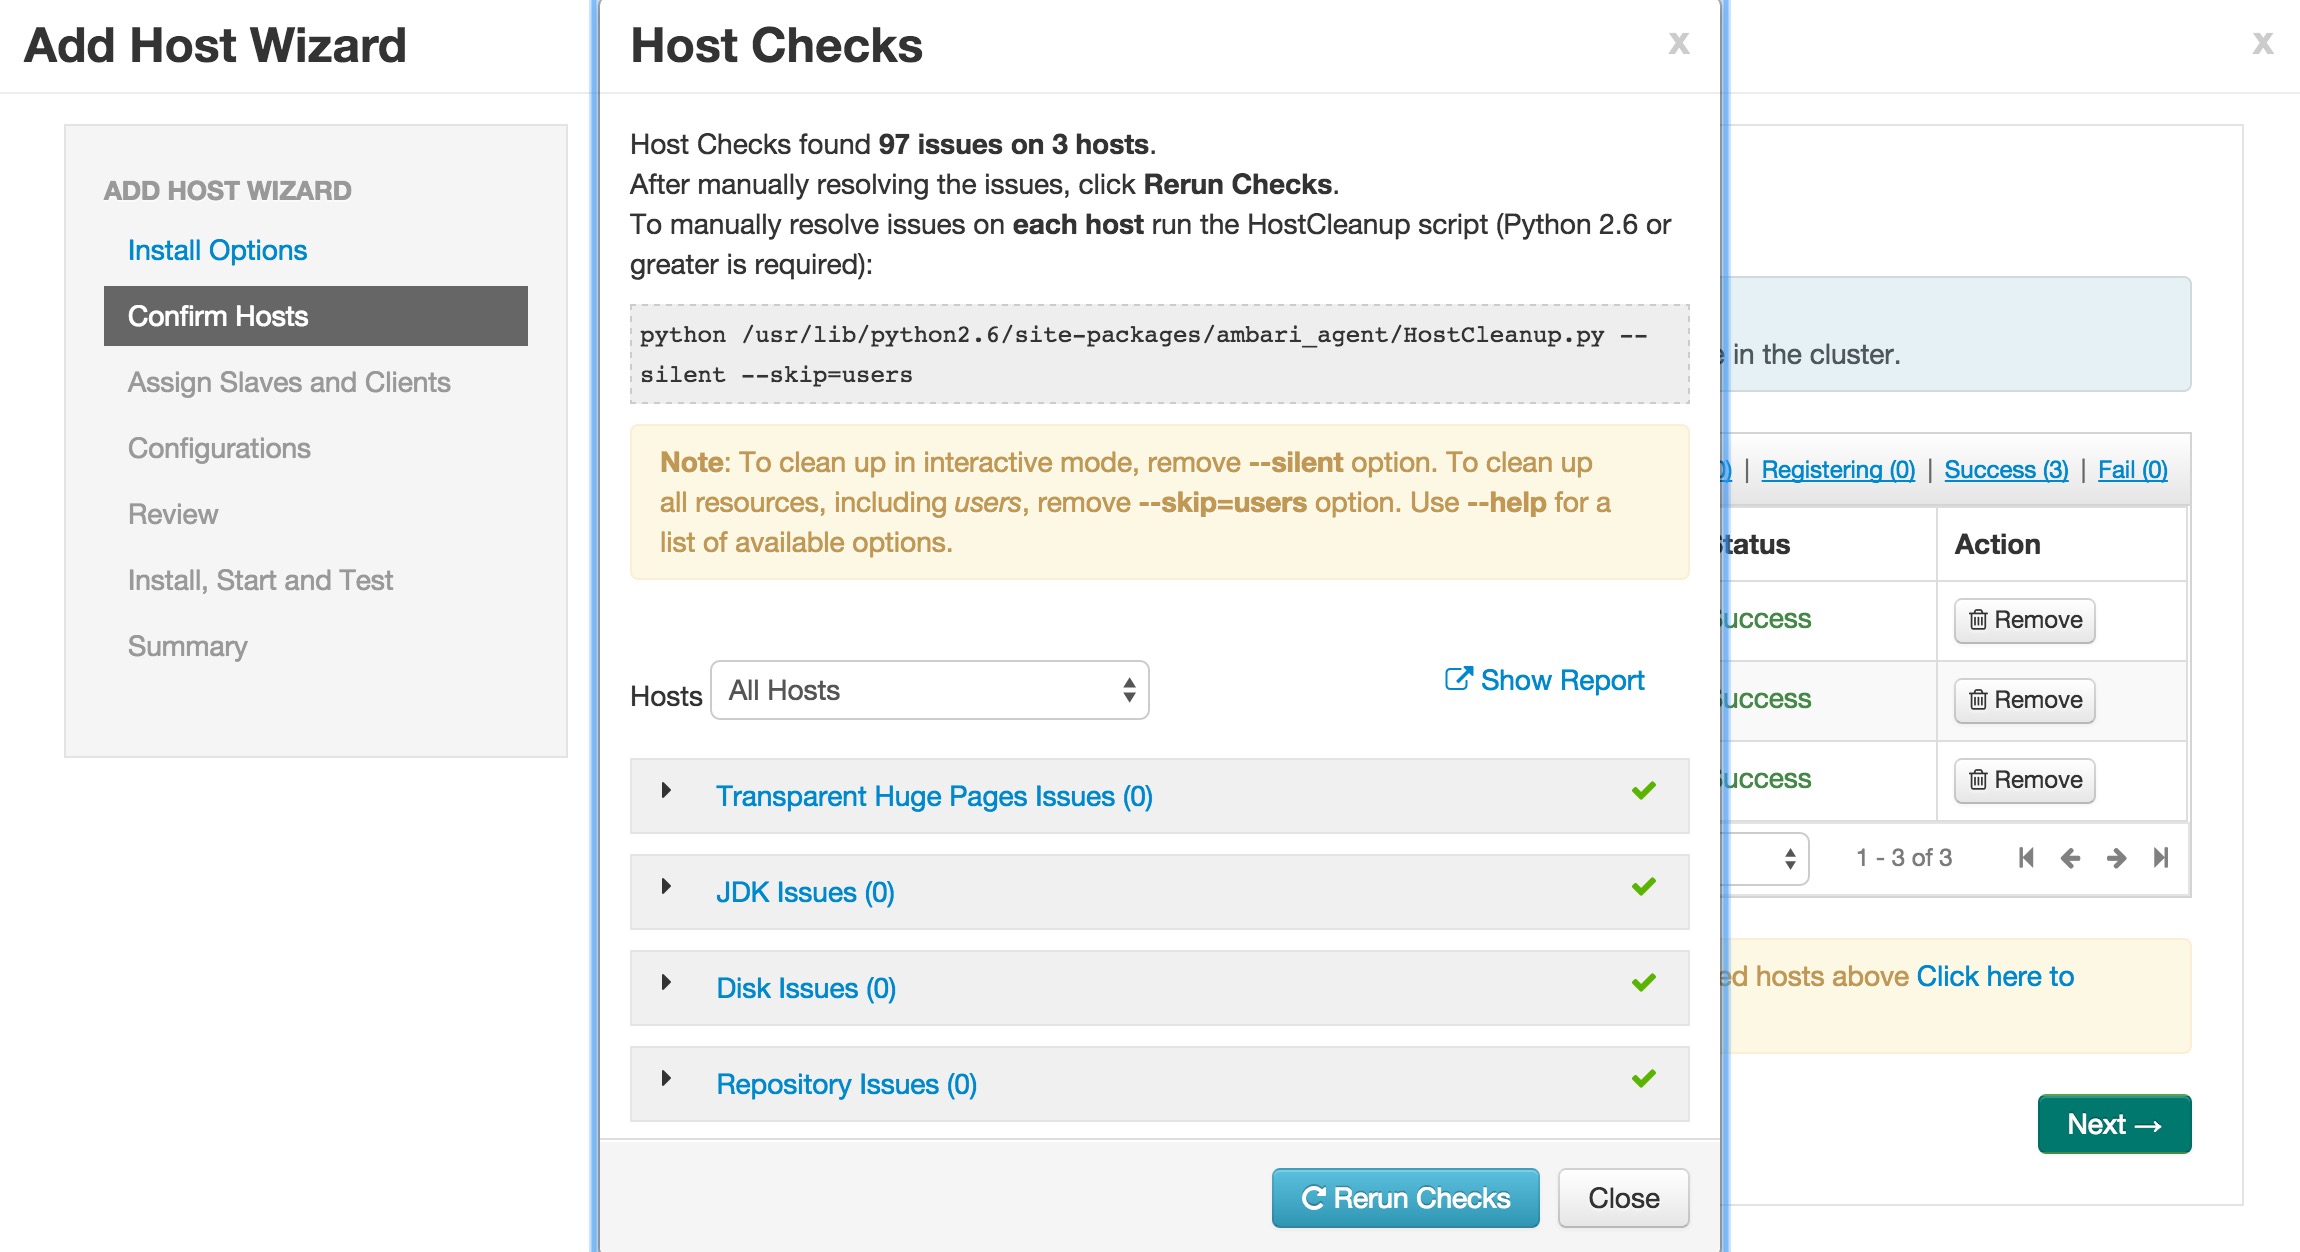 Add Host Wizard
x
ADD HOST WIZARD
Install Options
Confirm Hosts
Assign Slaves and Clients
Configurations
Review
Install, Start and Test
Summary
Host Checks
x
Host Checks found 97 issues on 3 hosts.
After manually resolving the issues, click Rerun Checks.
To manually resolve issues on each host run the HostCleanup script (Python 2.6 or
greater is required):
python /usr/lib/python2.6/site-packages/ambari_agent/HostCleanup.py --
silent --skip=users
Note: To clean up in interactive mode, remove --silent option. To clean up
all resources, including users, remove --skip=users option. Use --help for a
list of available options.
Hosts All Hosts
Show Report
Transparent Huge Pages Issues (0)
JDK Issues (0)
Disk Issues (0)
Repository Issues (0)
Rerun Checks Close
in the cluster.
| Registering (0) | Success (3) | Fail (0)
Action
Remove
Remove
Remove
1 - 3 of 3
hosts above Click here to
Next →